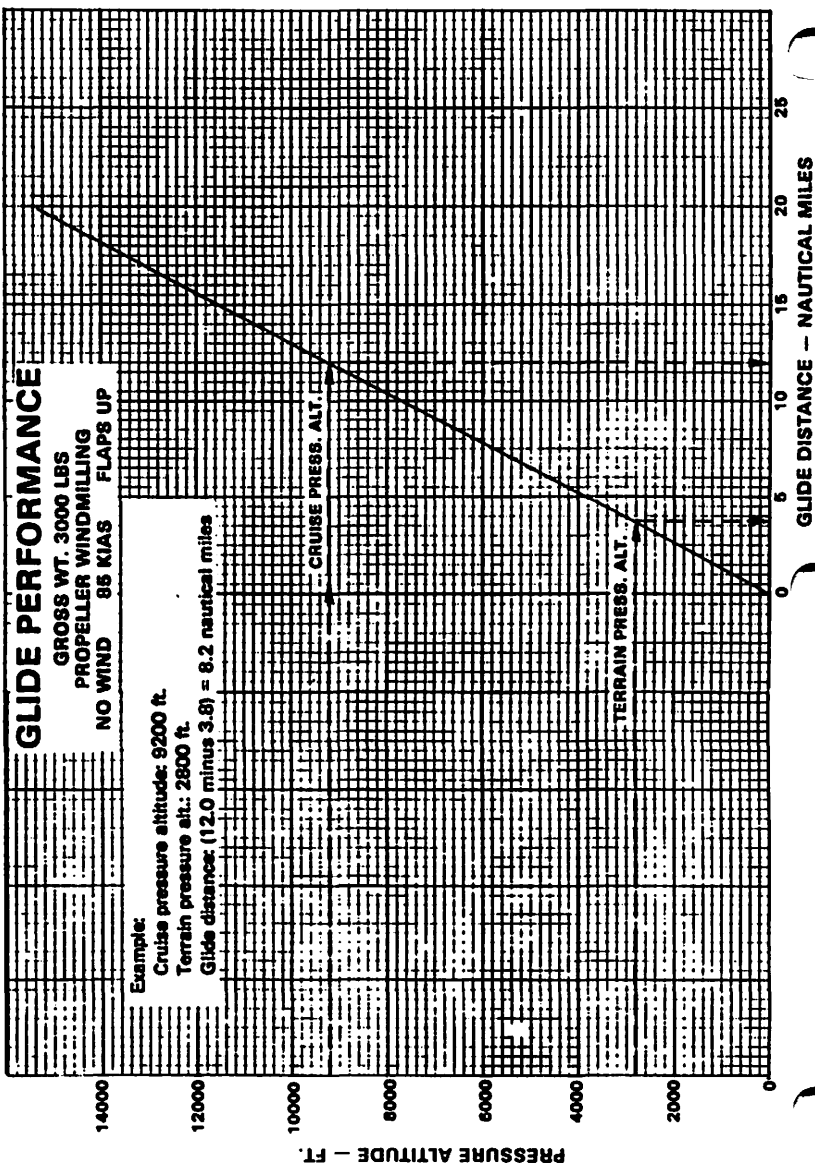 GLIDE PERFORMANCE
GROSS WT. 3000 LBS
PROPELLER WINDMILLING
NO WIND 85 KIAS FLAPS UP
Example:
Cruise pressure altitude: 9200 ft.
Terrain pressure alt.: 2800 ft.
Glide distance: (12.0 minus 3.8) = 8.2 nautical miles
CRUISE PRESS. ALT.
TERRAIN PRESS. ALT.
PRESSURE ALTITUDE – FT.
14000
12000
10000
8000
6000
4000
2000
0
0 5 10 15 20 25
GLIDE DISTANCE – NAUTICAL MILES